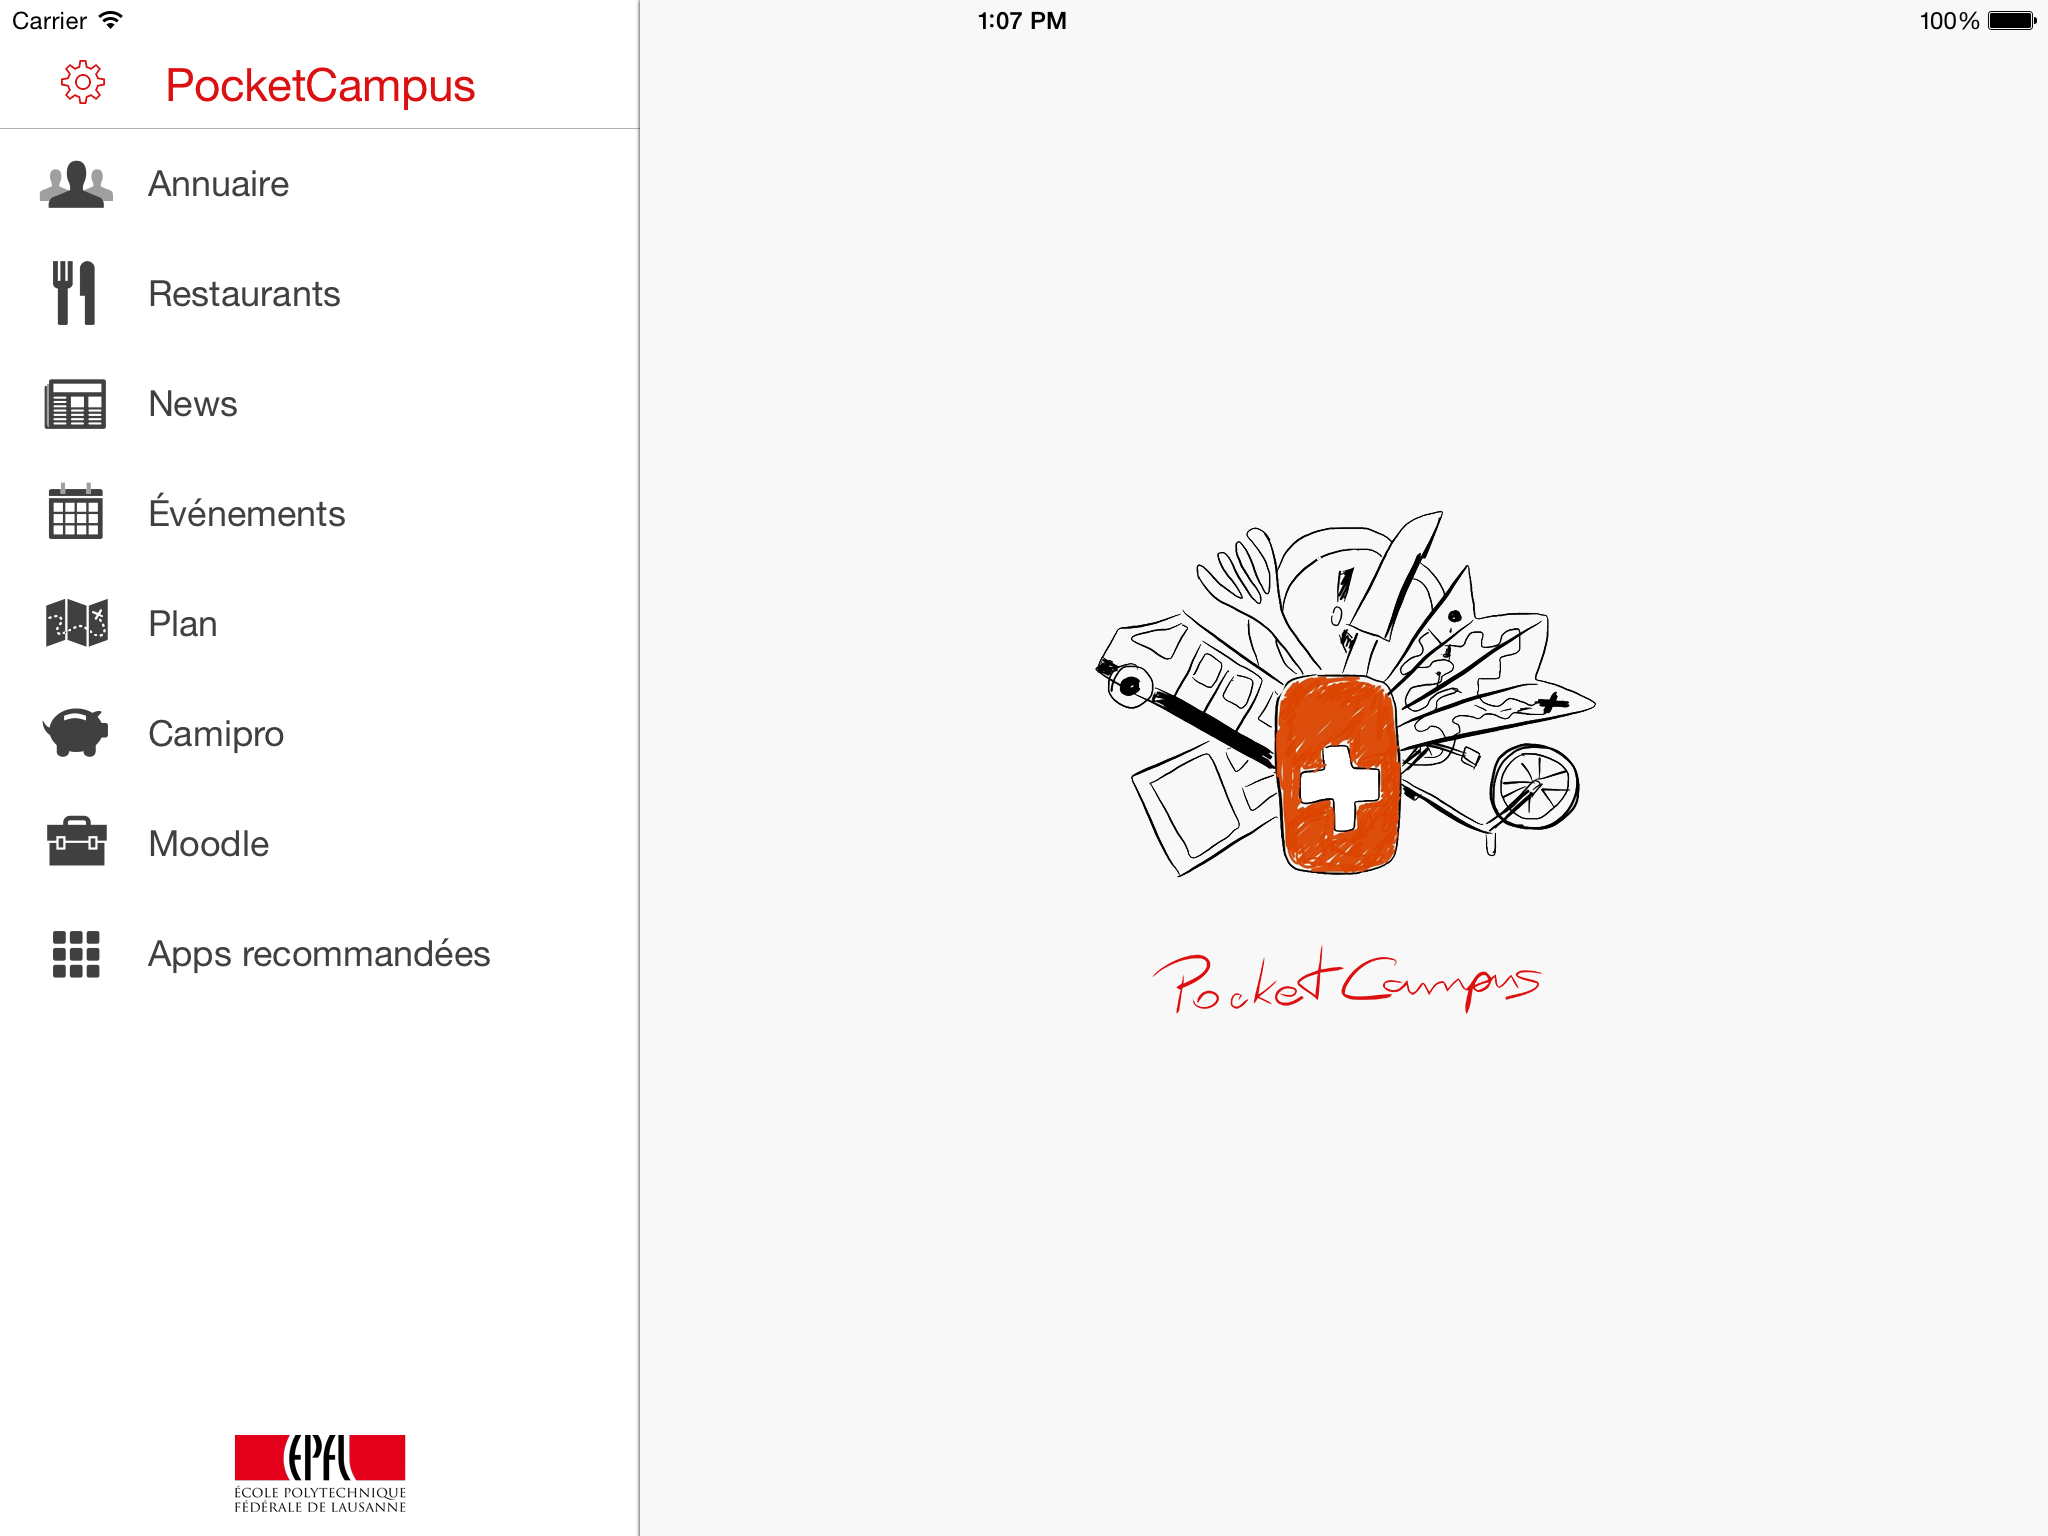 Carrier 1:07 PM 100%
PocketCampus
Annuaire
Restaurants
News
Événements
Plan
Camipro
Moodle
Apps recommandées
PocketCampus
EPFL
ÉCOLE POLYTECHNIQUE
FÉDÉRALE DE LAUSANNE